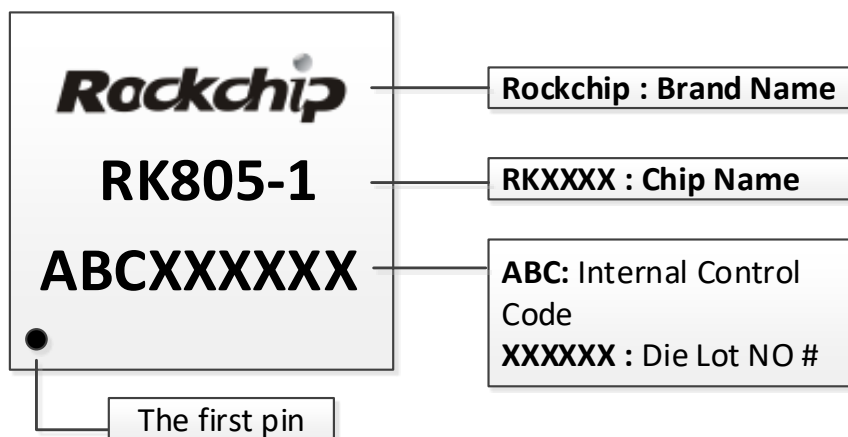 Rockchip
Rockchip : Brand Name
RK805-1
RKXXXX : Chip Name
ABCXXXXXX
ABC: Internal Control
Code
XXXXXX : Die Lot NO #
The first pin